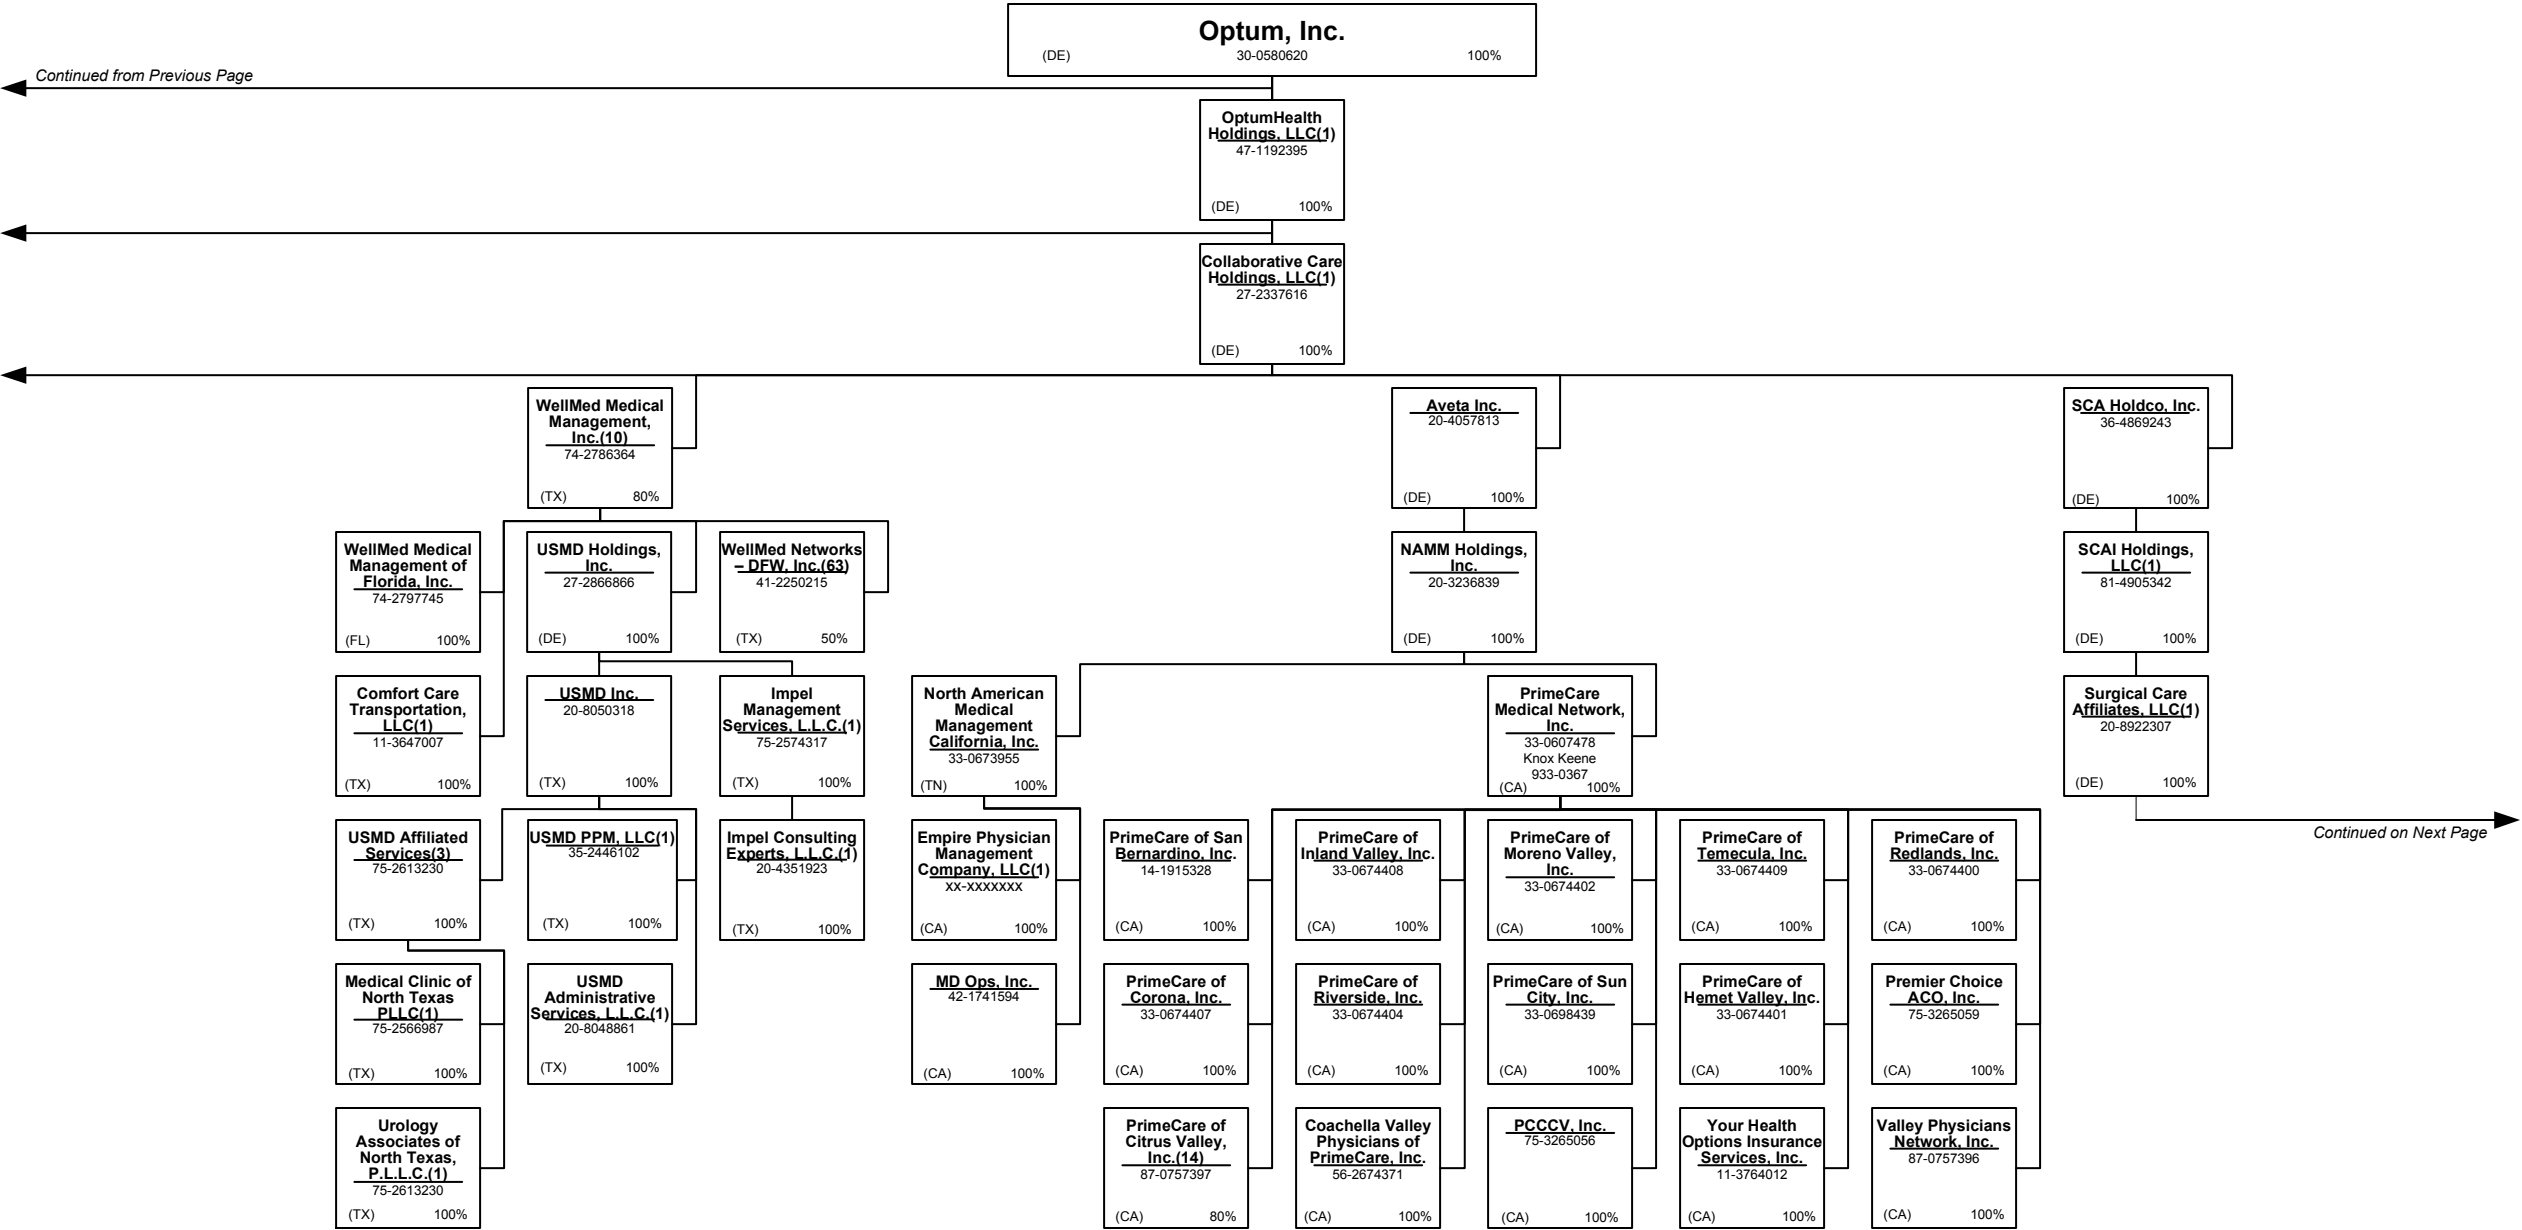 Optum, Inc.
(DE) 30-0580620 100%
Continued from Previous Page
OptumHealth
Holdings, LLC(1)
47-1192395
(DE) 100%
Collaborative Care
Holdings, LLC(1)
27-2337616
(DE) 100%
WellMed Medical
Management,
Inc.(10)
74-2786364
(TX) 80%
Aveta Inc.
20-4057813
(DE) 100%
SCA Holdco, Inc.
36-4869243
(DE) 100%
WellMed Medical
Management of
Florida, Inc.
74-2797745
(FL) 100%
USMD Holdings,
Inc.
27-2866866
(DE) 100%
WellMed Networks
– DFW, Inc.(63)
41-2250215
(TX) 50%
NAMM Holdings,
Inc.
20-3236839
(DE) 100%
SCAI Holdings,
LLC(1)
81-4905342
(DE) 100%
Comfort Care
Transportation,
LLC(1)
11-3647007
(TX) 100%
USMD Inc.
20-8050318
(TX) 100%
Impel
Management
Services, L.L.C.(1)
75-2574317
(TX) 100%
North American
Medical
Management
California, Inc.
33-0673955
(TN) 100%
PrimeCare
Medical Network,
Inc.
33-0607478
Knox Keene
933-0367
(CA) 100%
Surgical Care
Affiliates, LLC(1)
20-8922307
(DE) 100%
Continued on Next Page
USMD Affiliated
Services(3)
75-2613230
(TX) 100%
USMD PPM, LLC(1)
35-2446102
(TX) 100%
Impel Consulting
Experts, L.L.C.(1)
20-4351923
(TX) 100%
Empire Physician
Management
Company, LLC(1)
xx-xxxxxxx
(CA) 100%
PrimeCare of San
Bernardino, Inc.
14-1915328
(CA) 100%
PrimeCare of
Inland Valley, Inc.
33-0674408
(CA) 100%
PrimeCare of
Moreno Valley,
Inc.
33-0674402
(CA) 100%
PrimeCare of
Temecula, Inc.
33-0674409
(CA) 100%
PrimeCare of
Redlands, Inc.
33-0674400
(CA) 100%
Medical Clinic of
North Texas
PLLC(1)
75-2566987
(TX) 100%
USMD
Administrative
Services, L.L.C.(1)
20-8048861
(TX) 100%
MD Ops, Inc.
42-1741594
(CA) 100%
PrimeCare of
Corona, Inc.
33-0674407
(CA) 100%
PrimeCare of
Riverside, Inc.
33-0674404
(CA) 100%
PrimeCare of Sun
City, Inc.
33-0698439
(CA) 100%
PrimeCare of
Hemet Valley, Inc.
33-0674401
(CA) 100%
Premier Choice
ACO, Inc.
75-3265059
(CA) 100%
Urology
Associates of
North Texas,
P.L.L.C.(1)
75-2613230
(TX) 100%
PrimeCare of
Citrus Valley,
Inc.(14)
87-0757397
(CA) 80%
Coachella Valley
Physicians of
PrimeCare, Inc.
56-2674371
(CA) 100%
PCCCV, Inc.
75-3265056
(CA) 100%
Your Health
Options Insurance
Services, Inc.
11-3764012
(CA) 100%
Valley Physicians
Network, Inc.
87-0757396
(CA) 100%